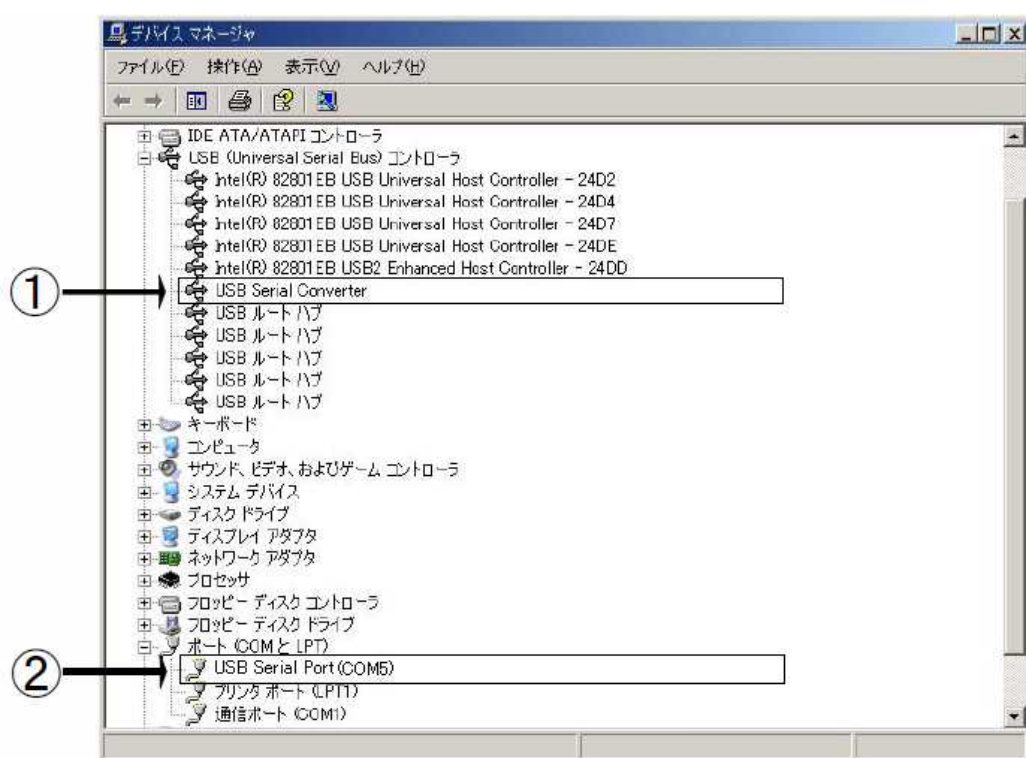 デバイス マネージャ
ファイル(F) 操作(A) 表示(V) ヘルプ(H)
IDE ATA/ATAPI コントローラ
USB (Universal Serial Bus) コントローラ
Intel(R) 82801EB USB Universal Host Controller - 24D2
Intel(R) 82801EB USB Universal Host Controller - 24D4
Intel(R) 82801EB USB Universal Host Controller - 24D7
Intel(R) 82801EB USB Universal Host Controller - 24DE
Intel(R) 82801EB USB2 Enhanced Host Controller - 24DD
① USB Serial Converter
USB ルート ハブ
USB ルート ハブ
USB ルート ハブ
USB ルート ハブ
USB ルート ハブ
キーボード
コンピュータ
サウンド、ビデオ、およびゲーム コントローラ
システム デバイス
ディスク ドライブ
ディスプレイ アダプタ
ネットワーク アダプタ
プロセッサ
フロッピー ディスク コントローラ
フロッピー ディスク ドライブ
ポート (COM と LPT)
② USB Serial Port (COM5)
プリンタ ポート (LPT1)
通信ポート (COM1)